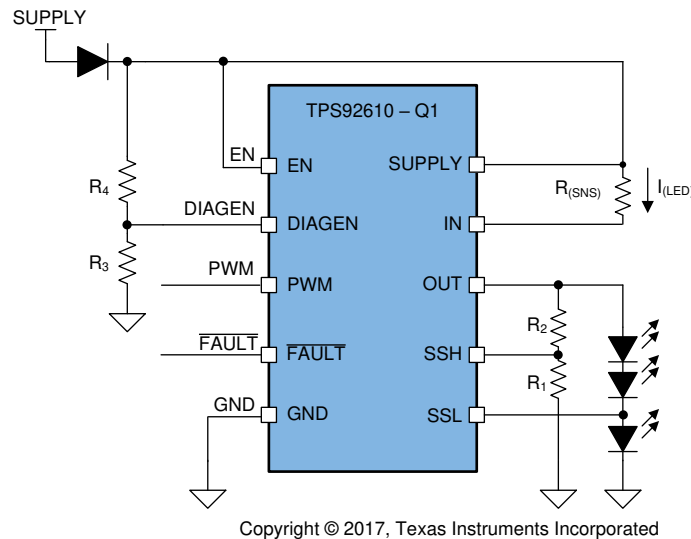 SUPPLY
TPS92610 – Q1
EN
EN
SUPPLY
R4
R(SNS)
I(LED)
DIAGEN
DIAGEN
IN
R3
PWM
PWM
OUT
R2
FAULT
FAULT
SSH
R1
GND
GND
SSL
Copyright © 2017, Texas Instruments Incorporated